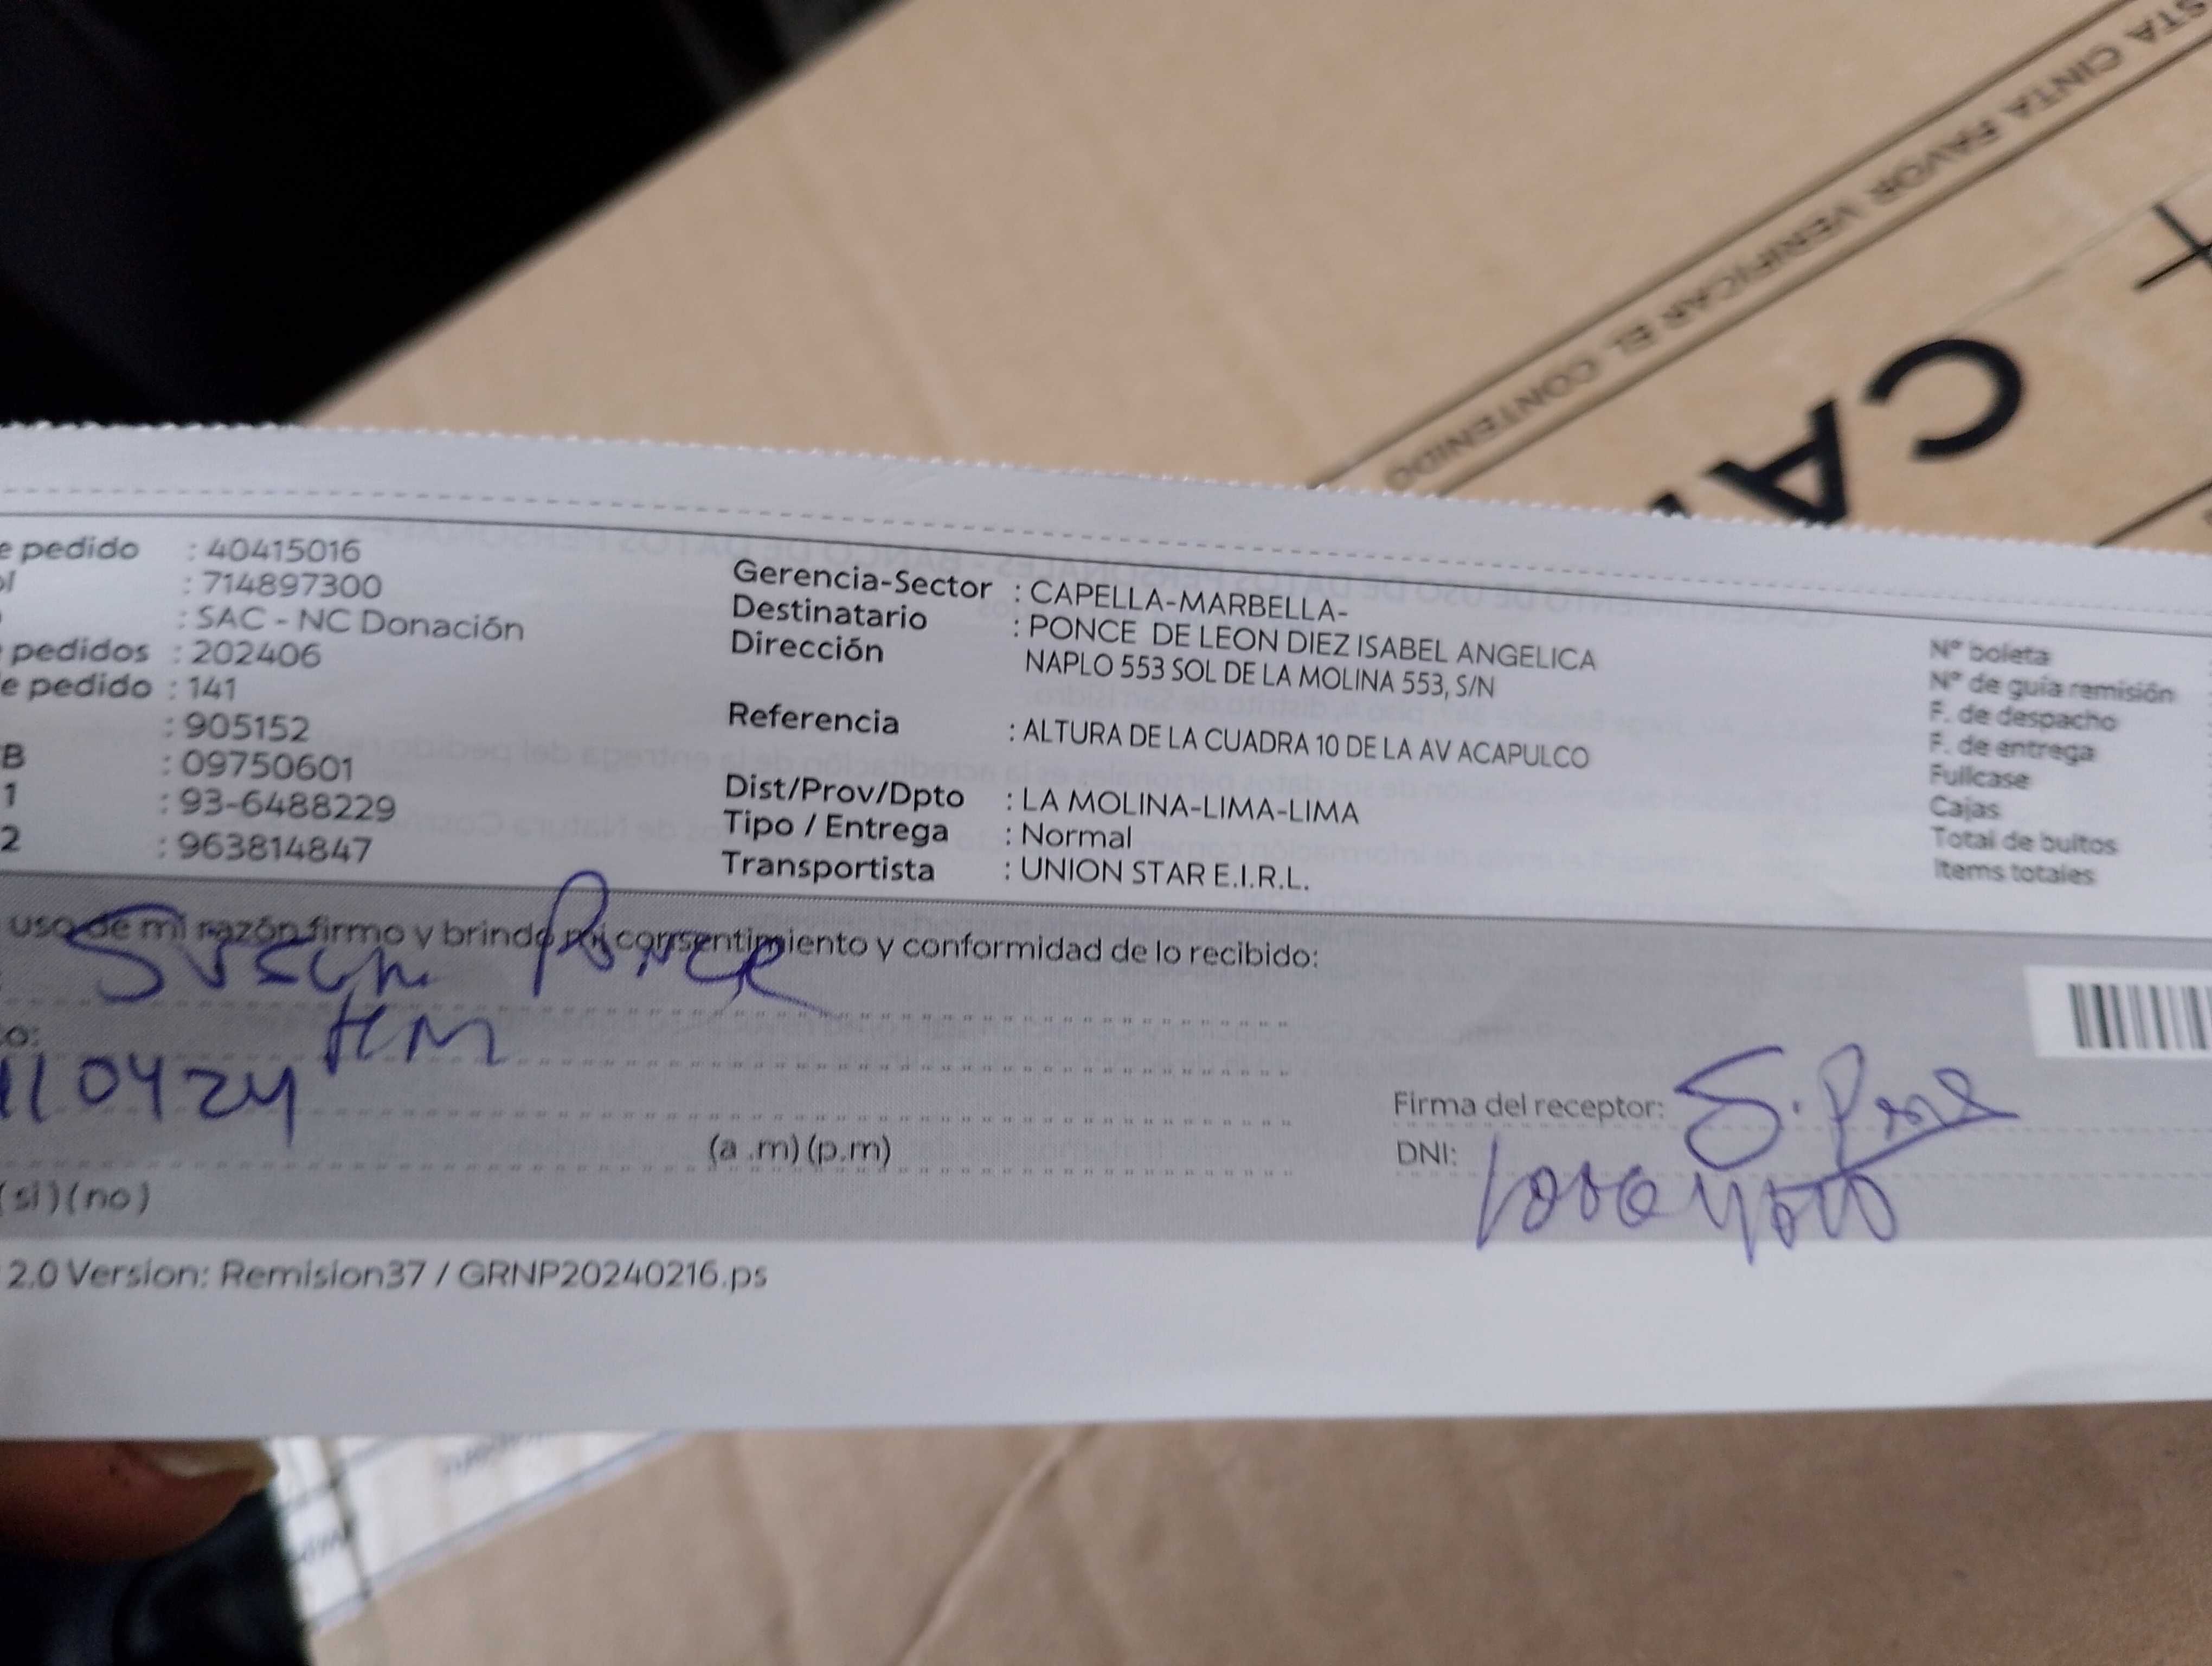 STA CINTA FAVOR VERIFICAR EL CONTENIDO
CA
e pedido : 40415016
: 714897300
: SAC - NC Donación
pedidos : 202406
e pedido : 141
: 905152
B : 09750601
1 : 93-6488229
2 : 963814847
Gerencia-Sector : CAPELLA-MARBELLA-
Destinatario : PONCE DE LEON DIEZ ISABEL ANGELICA
Dirección NAPLO 553 SOL DE LA MOLINA 553, S/N
Referencia : ALTURA DE LA CUADRA 10 DE LA AV ACAPULCO
Dist/Prov/Dpto : LA MOLINA-LIMA-LIMA
Tipo / Entrega : Normal
Transportista : UNION STAR E.I.R.L.
N° boleta
N° de guía remisión
F. de despacho
F. de entrega
Fullcase
Cajas
Total de bultos
Items totales
uso de mi razón firmo y brindo mi consentimiento y conformidad de lo recibido:
Ponce
o:
110424
(a .m) (p.m)
(si) (no)
Firma del receptor: S. Ponce
DNI:
2.0 Version: Remision37 / GRNP20240216.ps